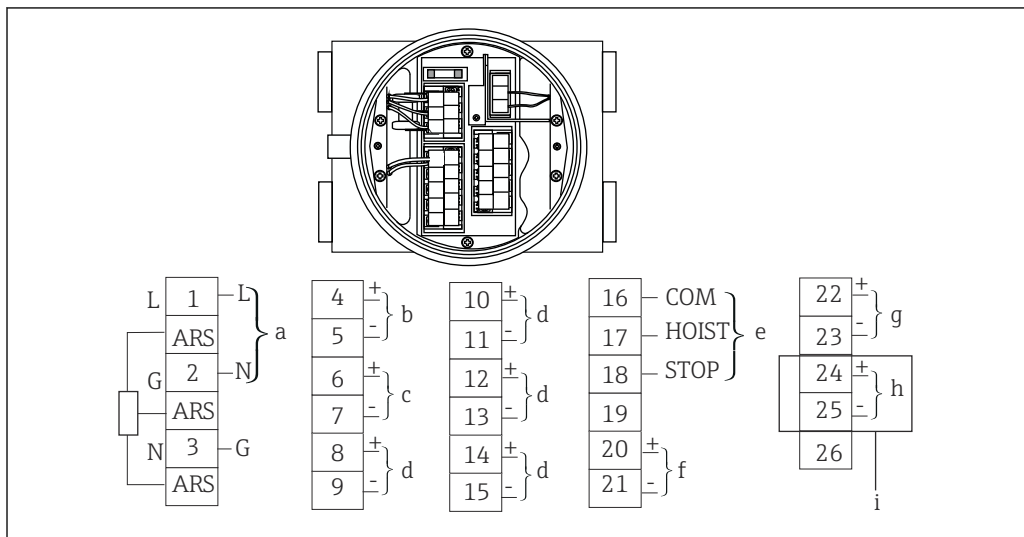 L 1 L
ARS
a
G 2 N
ARS
N 3 G
ARS
4 +
b
5 -
6 +
c
7 -
8 +
d
9 -
10 +
d
11 -
12 +
d
13 -
14 +
d
15 -
16 COM
17 HOIST e
18 STOP
19
20 +
f
21 -
22 +
g
23 -
24 +
h
25 -
26
i